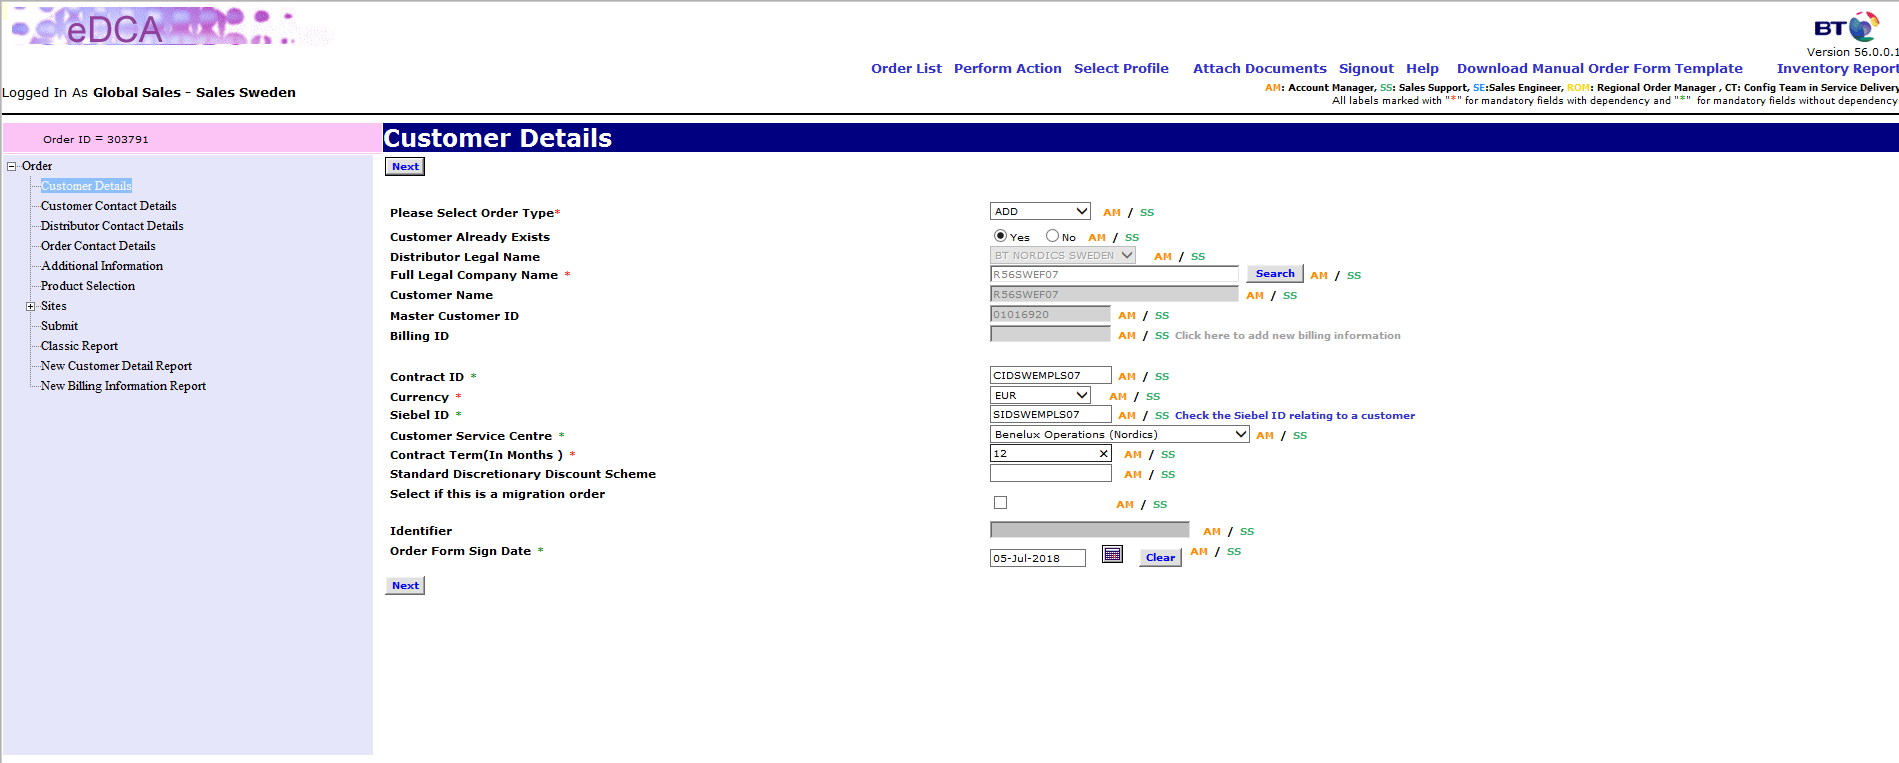 eDCA
BT
Version 56.0.0.1
Order List Perform Action Select Profile Attach Documents Signout Help Download Manual Order Form Template Inventory Report
Logged In As Global Sales - Sales Sweden
AM: Account Manager, SS: Sales Support, SE:Sales Engineer, ROM: Regional Order Manager , CT: Config Team in Service Delivery
All labels marked with "*" for mandatory fields with dependency and "*" for mandatory fields without dependency
Order ID = 303791
Customer Details
Order
Customer Details
Customer Contact Details
Distributor Contact Details
Order Contact Details
Additional Information
Product Selection
Sites
Submit
Classic Report
New Customer Detail Report
New Billing Information Report
Next
Please Select Order Type* ADD AM / SS
Customer Already Exists Yes No AM / SS
Distributor Legal Name BT NORDICS SWEDEN AM / SS
Full Legal Company Name * R56SWEF07 Search AM / SS
Customer Name R56SWEF07 AM / SS
Master Customer ID 01016920 AM / SS
Billing ID AM / SS Click here to add new billing information
Contract ID * CIDSWEMPLS07 AM / SS
Currency * EUR AM / SS
Siebel ID * SIDSWEMPLS07 AM / SS Check the Siebel ID relating to a customer
Customer Service Centre * Benelux Operations (Nordics) AM / SS
Contract Term(In Months ) * 12 AM / SS
Standard Discretionary Discount Scheme AM / SS
Select if this is a migration order AM / SS
Identifier AM / SS
Order Form Sign Date * 05-Jul-2018 Clear AM / SS
Next